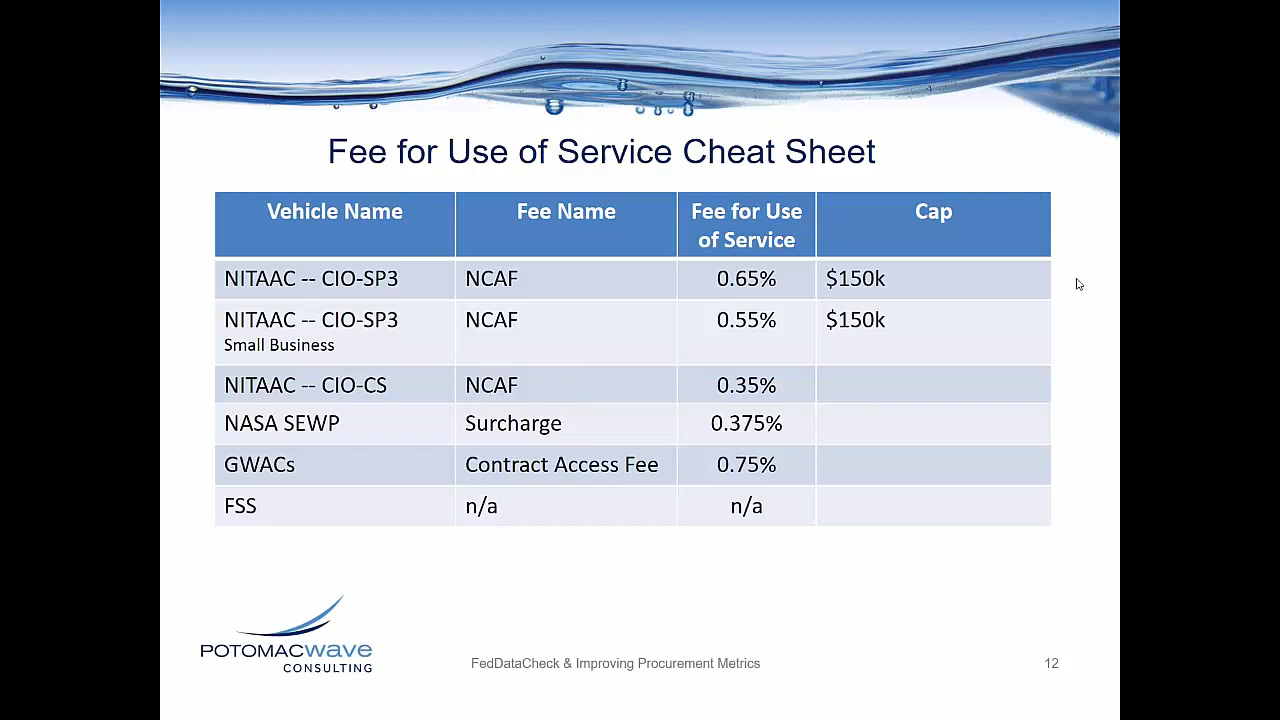 Fee for Use of Service Cheat Sheet
Vehicle Name Fee Name Fee for Use of Service Cap
NITAAC -- CIO-SP3 NCAF 0.65% $150k
NITAAC -- CIO-SP3 NCAF 0.55% $150k
Small Business
NITAAC -- CIO-CS NCAF 0.35%
NASA SEWP Surcharge 0.375%
GWACs Contract Access Fee 0.75%
FSS n/a n/a
POTOMACWAVE
CONSULTING
FedDataCheck & Improving Procurement Metrics 12